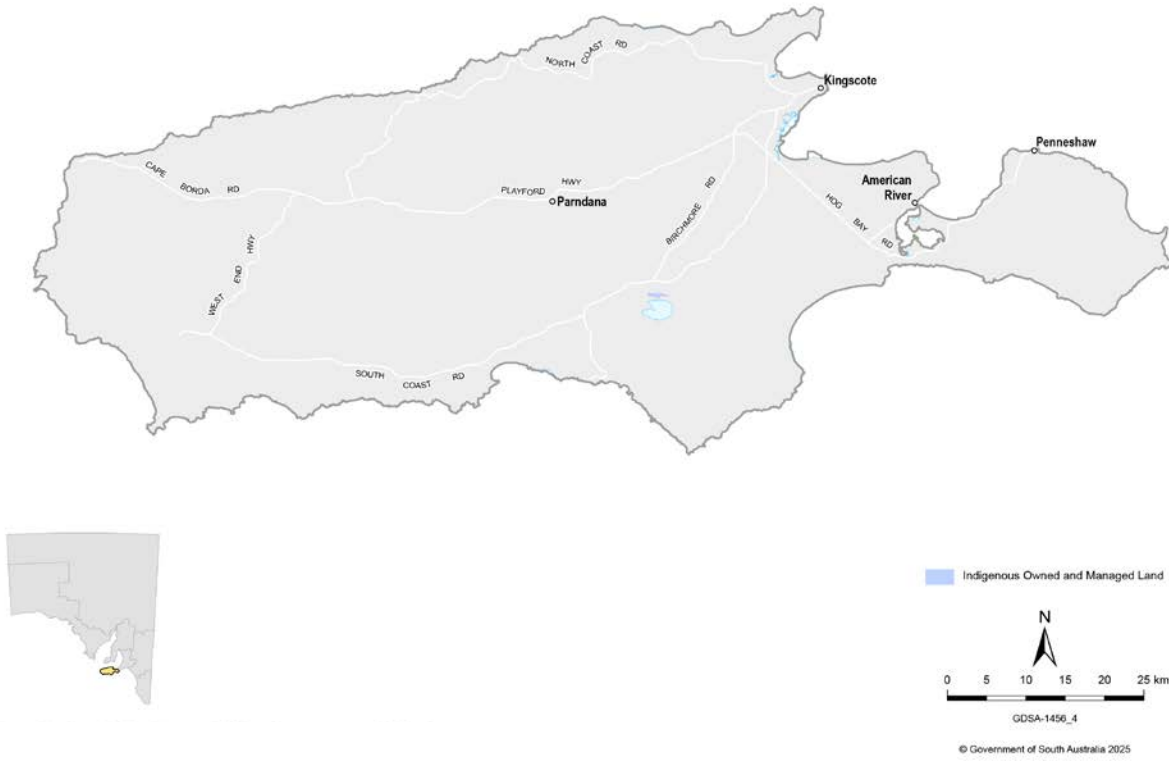 NORTH COAST RD
Kingscote
Penneshaw
CAPE BORDA RD
PLAYFORD HWY
Parndana
BIRCHMORE RD
American
River
HOG BAY RD
WEST END HWY
SOUTH COAST RD
Indigenous Owned and Managed Land
N
0 5 10 15 20 25 km
GDSA-1456_4
© Government of South Australia 2025